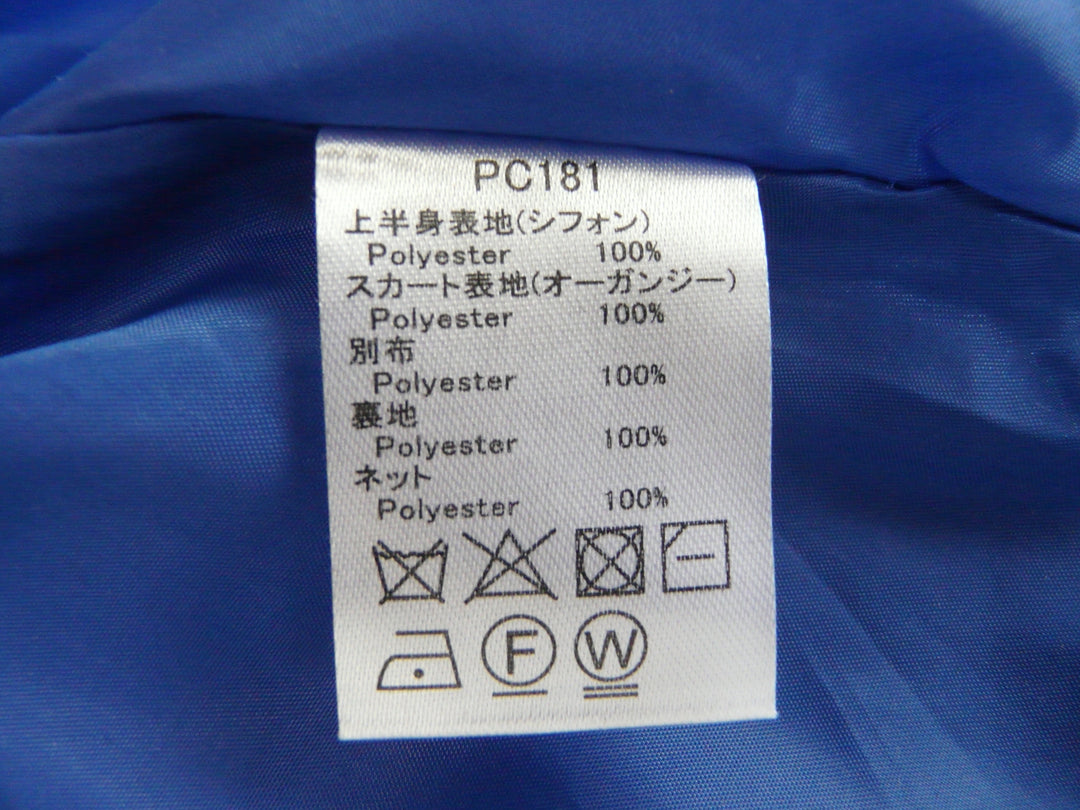 PC181
上半身表地(シフォン)
Polyester 100%
スカート表地(オーガンジー)
Polyester 100%
別布
Polyester 100%
裏地
Polyester 100%
ネット
Polyester 100%
F W